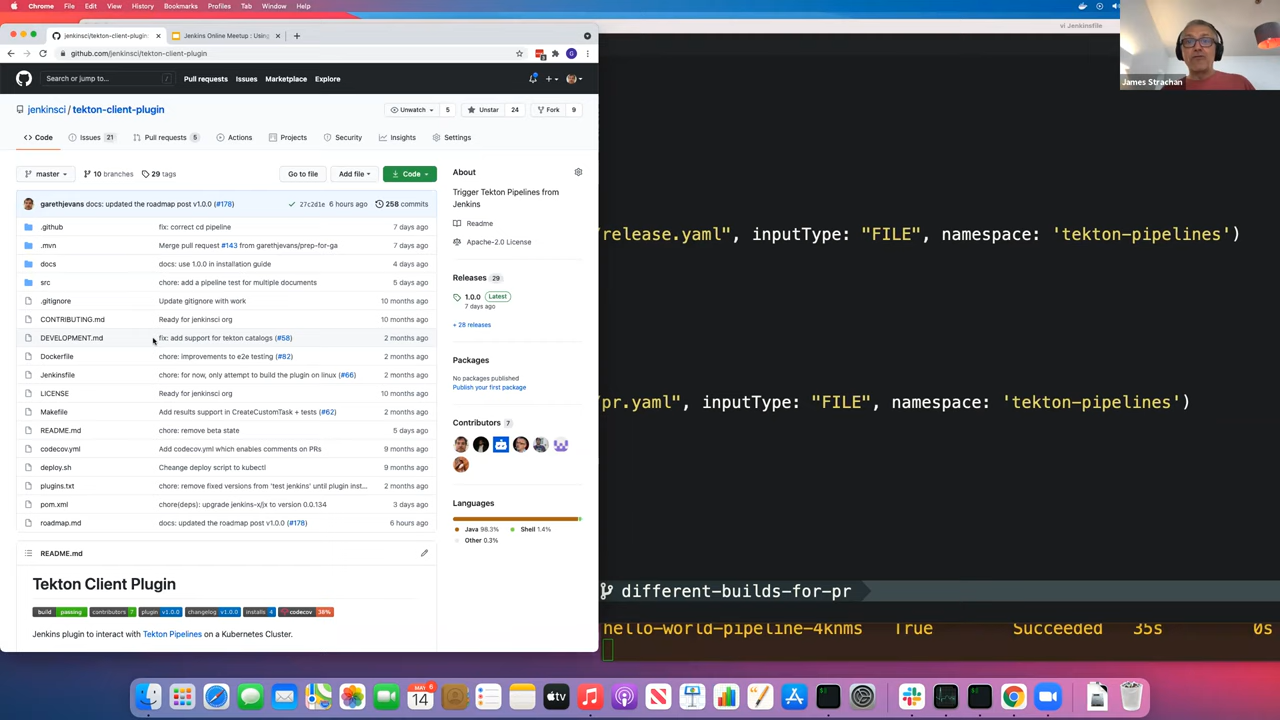 Chrome File Edit View History Bookmarks Profiles Tab Window Help
jenkinsci/tekton-client-plugin:
Jenkins Online Meetup : Using
github.com/jenkinsci/tekton-client-plugin
vi Jenkinsfile
James Strachan
Search or jump to...
/
Pull requests Issues Marketplace Explore
jenkinsci / tekton-client-plugin
Unwatch 5
Unstar 24
Fork 9
Code
Issues 21
Pull requests 5
Actions
Projects
Security
Insights
Settings
master
10 branches
29 tags
Go to file
Add file
Code
garethjevans docs: updated the roadmap post v1.0.0 (#178)
27c2d1e 6 hours ago
258 commits
.github fix: correct cd pipeline 7 days ago
.mvn Merge pull request #143 from garethjevans/prep-for-ga 7 days ago
docs docs: use 1.0.0 in installation guide 4 days ago
src chore: add a pipeline test for multiple documents 5 days ago
.gitignore Update gitignore with work 10 months ago
CONTRIBUTING.md Ready for jenkinsci org 10 months ago
DEVELOPMENT.md fix: add support for tekton catalogs (#58) 2 months ago
Dockerfile chore: improvements to e2e testing (#82) 2 months ago
Jenkinsfile chore: for now, only attempt to build the plugin on linux (#66) 2 months ago
LICENSE Ready for jenkinsci org 10 months ago
Makefile Add results support in CreateCustomTask + tests (#62) 2 months ago
README.md chore: remove beta state 5 days ago
codecov.yml Add codecov.yml which enables comments on PRs 9 months ago
deploy.sh Cheange deploy script to kubectl 9 months ago
plugins.txt chore: remove fixed versions from 'test jenkins' until plugin inst... 2 months ago
pom.xml chore(deps): upgrade jenkins-x/jx to version 0.0.134 3 days ago
roadmap.md docs: updated the roadmap post v1.0.0 (#178) 6 hours ago
README.md
Tekton Client Plugin
build passing contributors 7 plugin v1.0.0 changelog v1.0.0 installs 4 codecov 38%
Jenkins plugin to interact with Tekton Pipelines on a Kubernetes Cluster.
About
Trigger Tekton Pipelines from
Jenkins
Readme
Apache-2.0 License
Releases 29
1.0.0 Latest
7 days ago
+ 28 releases
Packages
No packages published
Publish your first package
Contributors 7
Languages
Java 98.3% Shell 1.4%
Other 0.3%
/release.yaml", inputType: "FILE", namespace: 'tekton-pipelines')
/pr.yaml", inputType: "FILE", namespace: 'tekton-pipelines')
different-builds-for-pr
hello-world-pipeline-4knms True Succeeded 35s 0s
MAY
14
tv